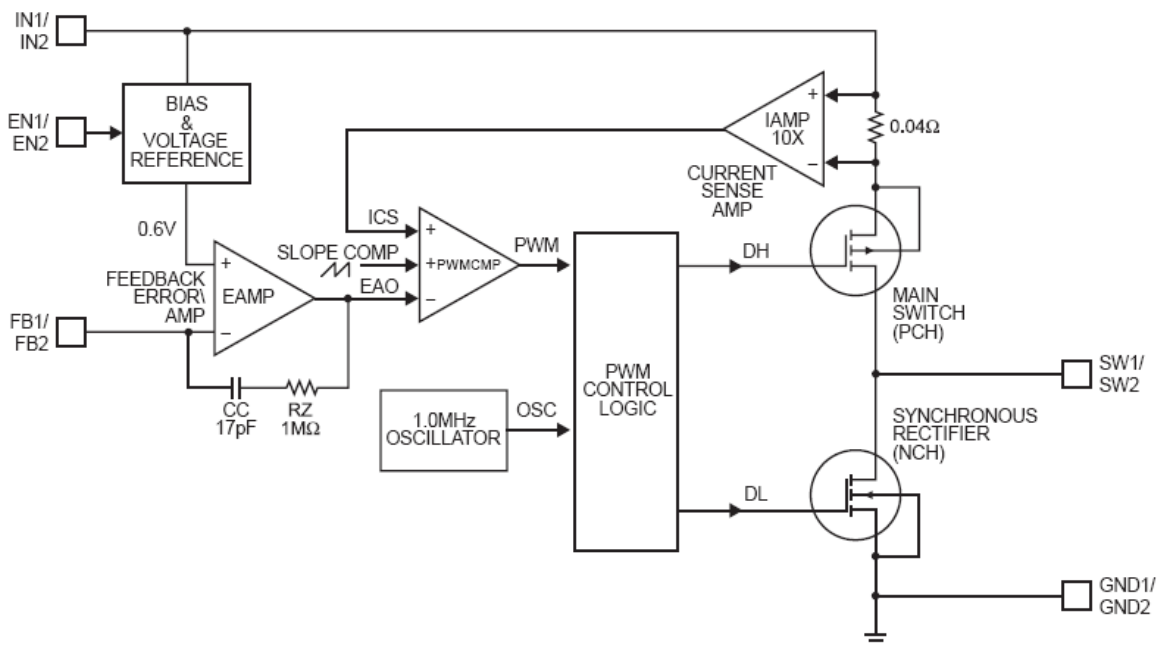 IN1/
IN2
BIAS
&
VOLTAGE
REFERENCE
EN1/
EN2
0.6V
+
IAMP
10X
–
0.04Ω
CURRENT
SENSE
AMP
ICS
+
SLOPE COMP
+PWMCMP
EAO
–
PWM
FEEDBACK
ERROR\
AMP
+
EAMP
–
FB1/
FB2
CC
17pF
RZ
1MΩ
1.0MHz
OSCILLATOR
OSC
PWM
CONTROL
LOGIC
DH
MAIN
SWITCH
(PCH)
SW1/
SW2
SYNCHRONOUS
RECTIFIER
(NCH)
DL
GND1/
GND2